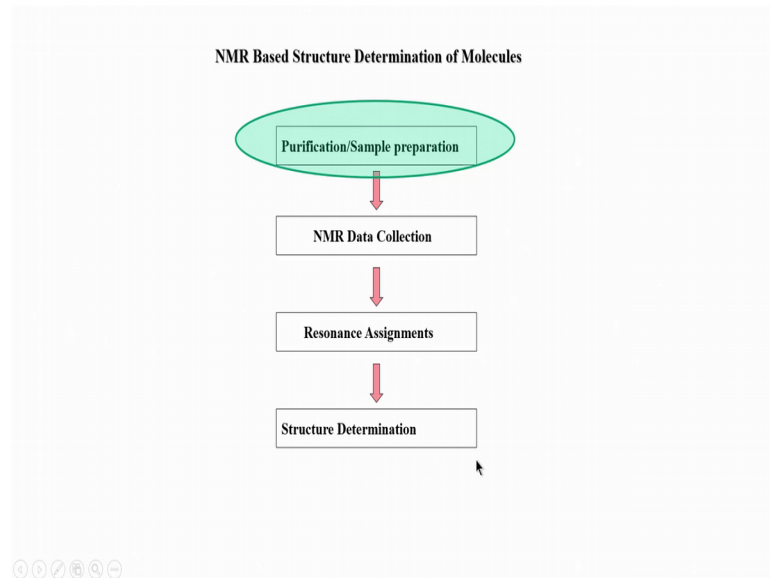 NMR Based Structure Determination of Molecules
Purification/Sample preparation
NMR Data Collection
Resonance Assignments
Structure Determination